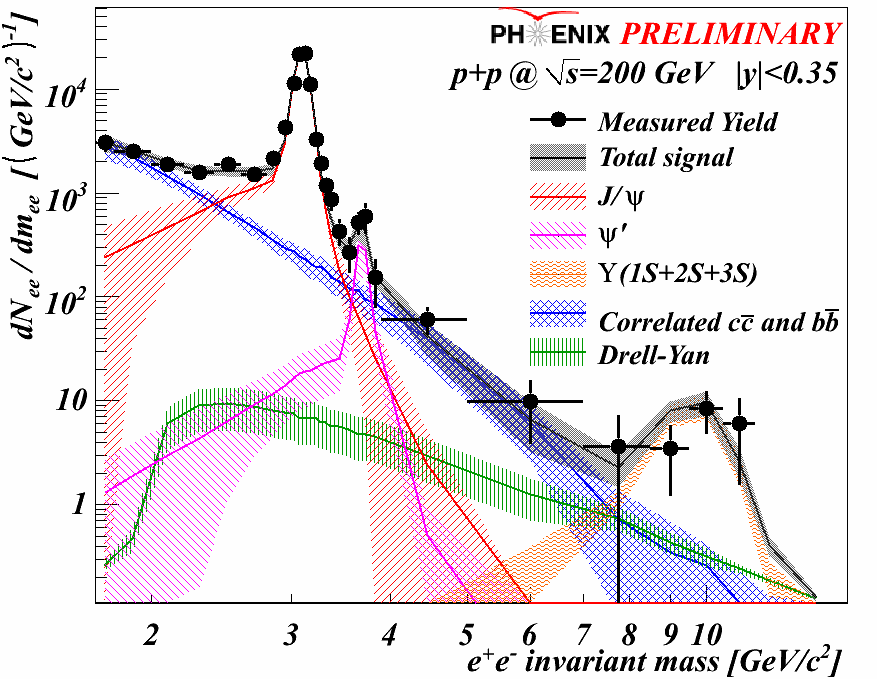 PHENIX PRELIMINARY
p+p @ √s=200 GeV |y|<0.35
Measured Yield
Total signal
J/ψ
ψ'
Υ(1S+2S+3S)
Correlated cc̅ and bb̅
Drell-Yan
dNee / dmee [(GeV/c²)⁻¹]
10⁴
10³
10²
10
1
2 3 4 5 6 7 8 9 10
e⁺e⁻ invariant mass [GeV/c²]